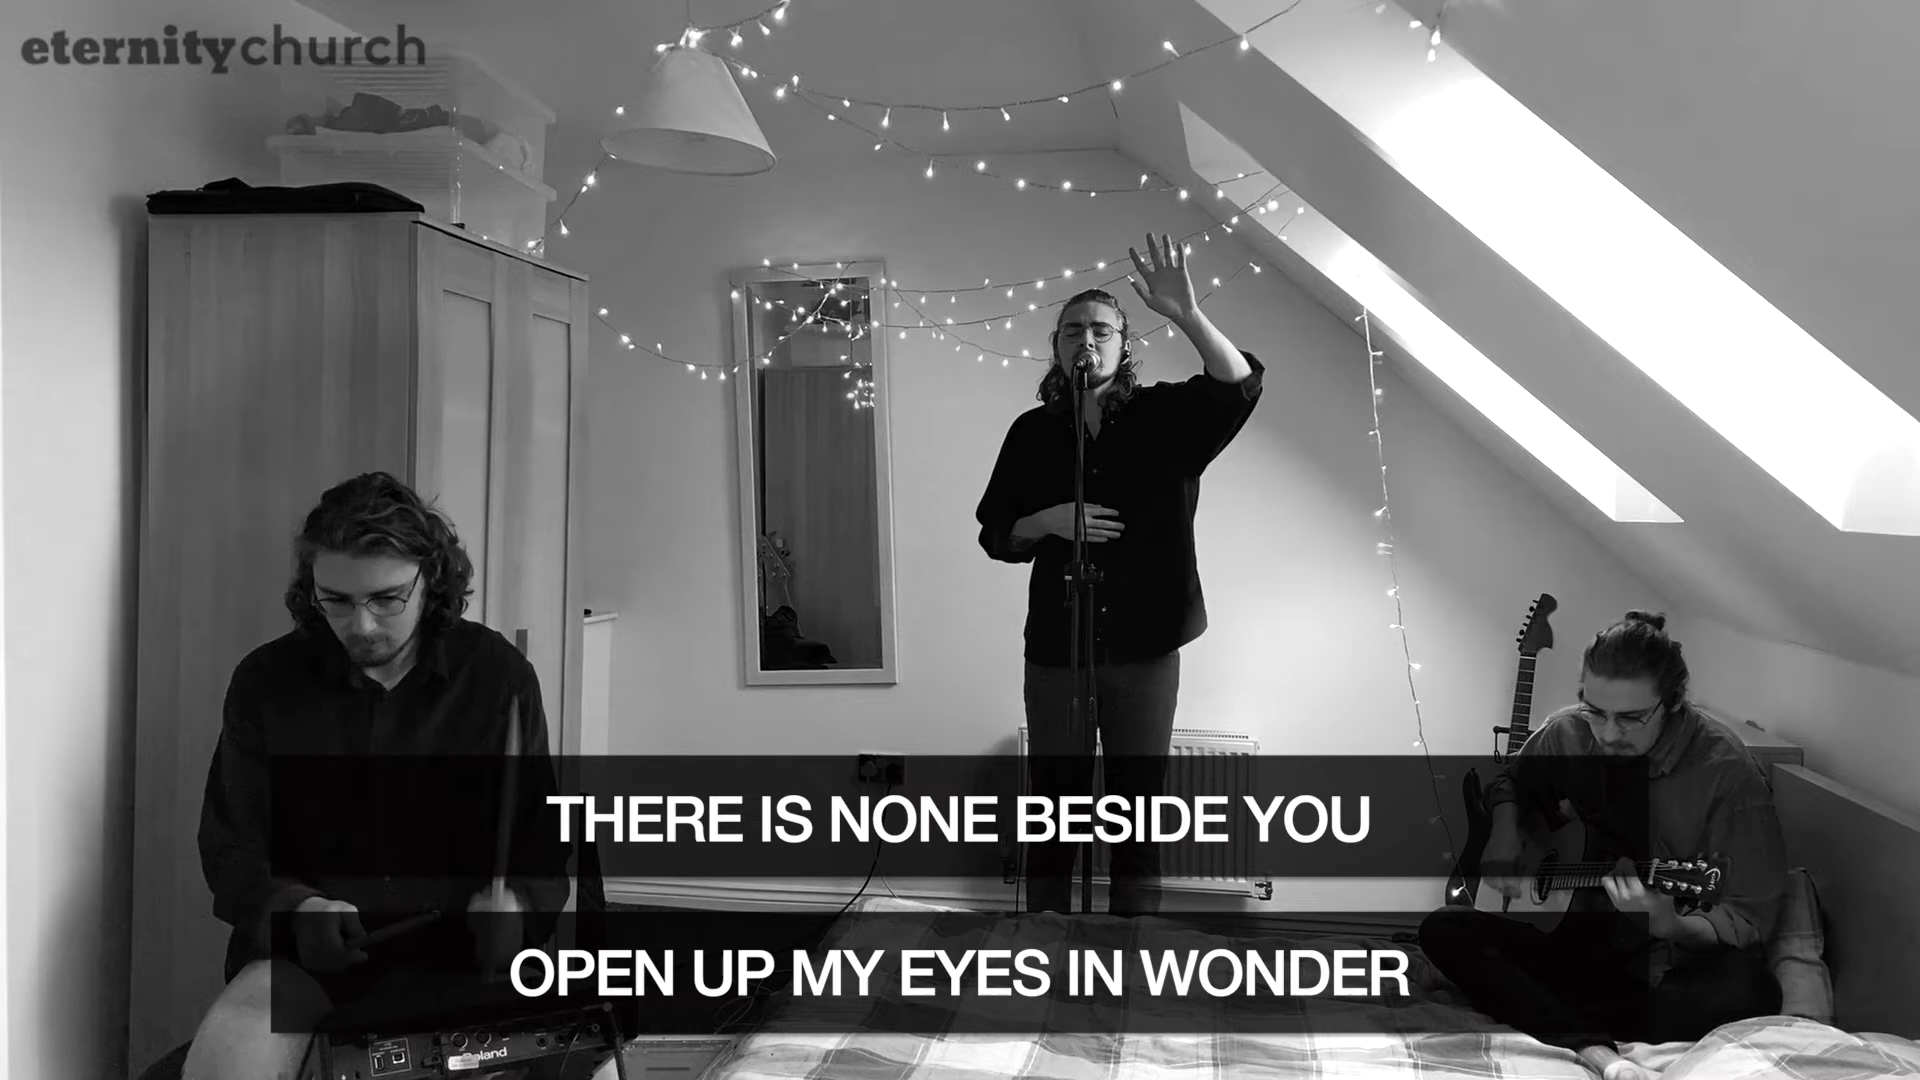 eternitychurch
THERE IS NONE BESIDE YOU
OPEN UP MY EYES IN WONDER
Roland